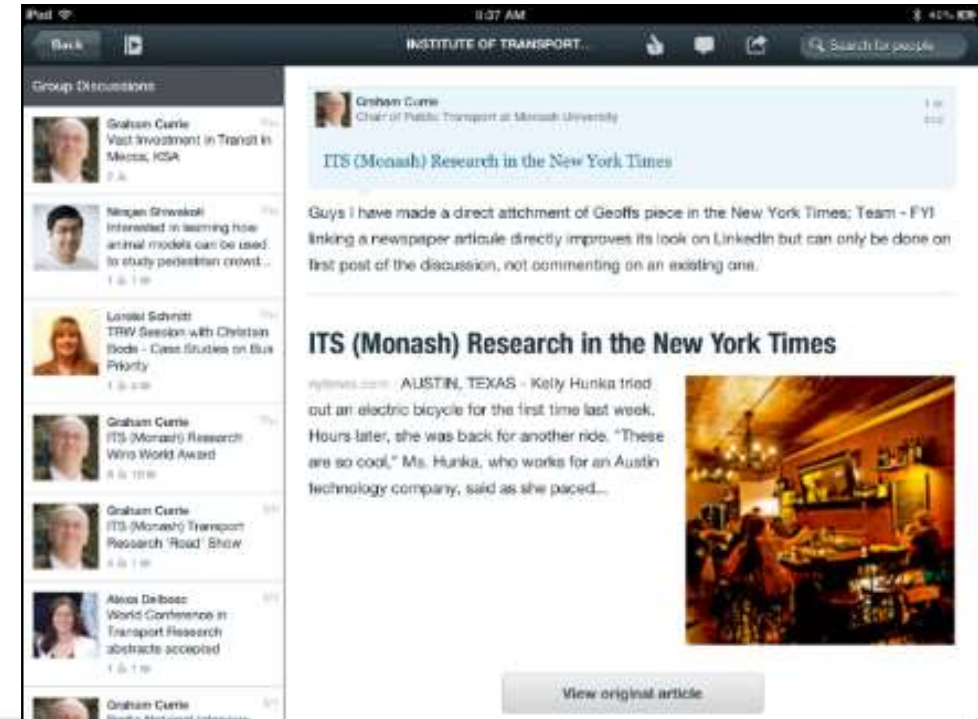 iPad
11:37 AM
Back
INSTITUTE OF TRANSPORT...
Search for people
Group Discussions
Graham Currie
Vast Investment in Transit in
Mecca, KSA
Interested in learning how
animal models can be used
to study pedestrian crowd...
Lorelei Schmitt
TRW Session with Christian
Bode - Case Studies on Bus
Priority
Graham Currie
ITS (Monash) Research
Wins World Award
Graham Currie
ITS (Monash) Transport
Research 'Road' Show
Alexa Delbosc
World Conference in
Transport Research
abstracts accepted
Graham Currie
Graham Currie
Chair of Public Transport at Monash University
ITS (Monash) Research in the New York Times
Guys I have made a direct attchment of Geoffs piece in the New York Times; Team - FYI
linking a newspaper articule directly improves its look on LinkedIn but can only be done on
first post of the discussion, not commenting on an existing one.
ITS (Monash) Research in the New York Times
nytimes.com AUSTIN, TEXAS - Kelly Hunka tried
out an electric bicycle for the first time last week.
Hours later, she was back for another ride. "These
are so cool," Ms. Hunka, who works for an Austin
technology company, said as she paced...
View original article